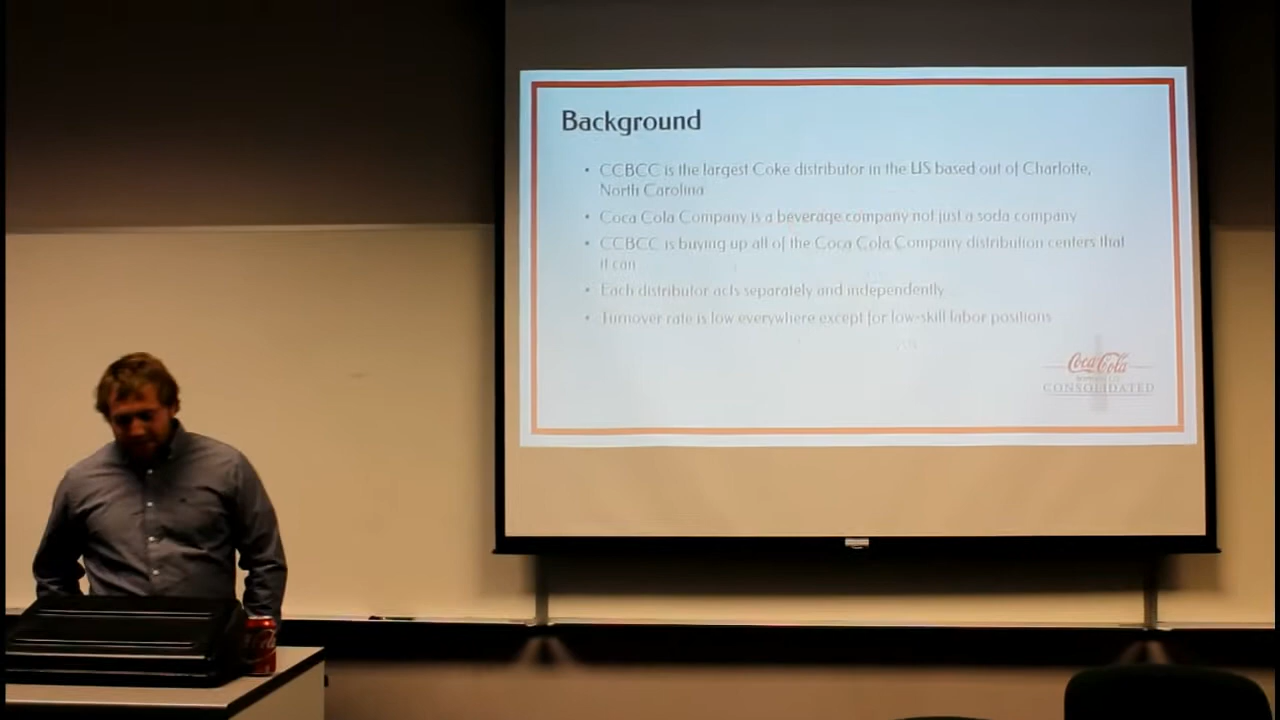 Background
• CCBCC is the largest Coke distributor in the US based out of Charlotte,
North Carolina
• Coca Cola Company is a beverage company not just a soda company
• CCBCC is buying up all of the Coca Cola Company distribution centers that
it can
• Each distributor acts separately and independently
• Turnover rate is low everywhere except for low-skill labor positions
Coca-Cola
CONSOLIDATED